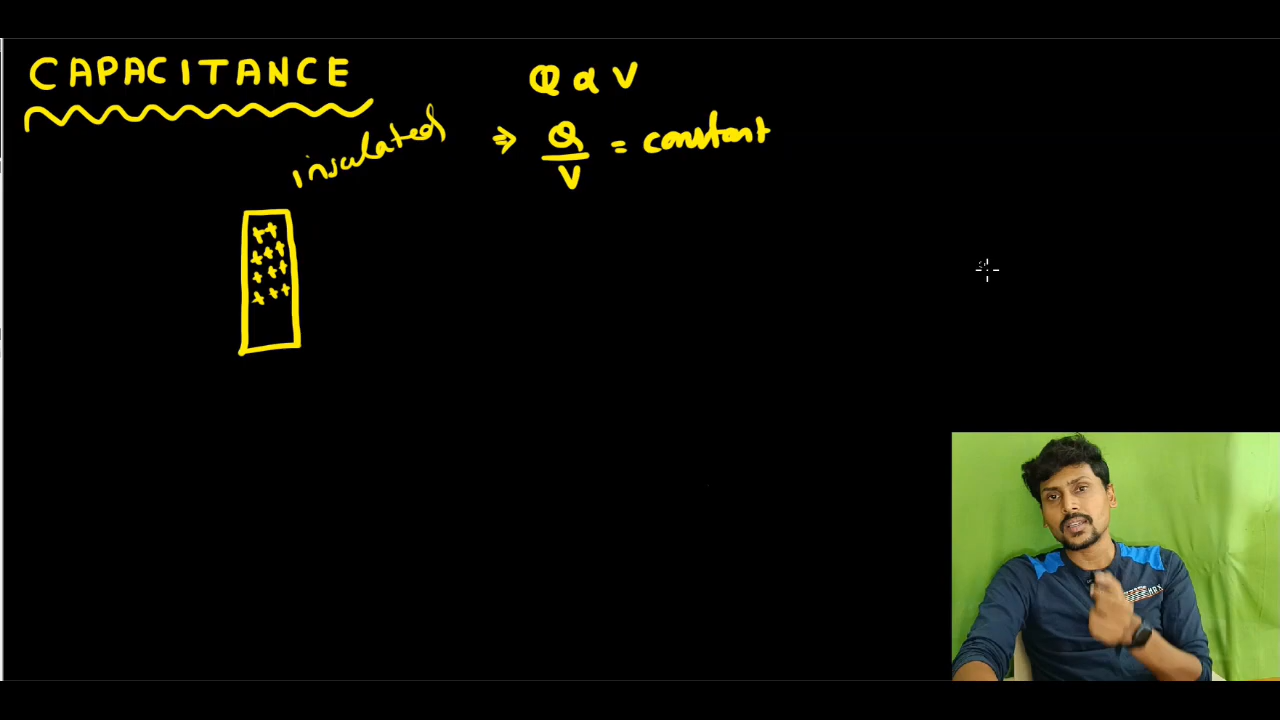 CAPACITANCE
Q α V
insulated
⇒ Q/V = constant
+ +
+ + +
+ + +
+ + +